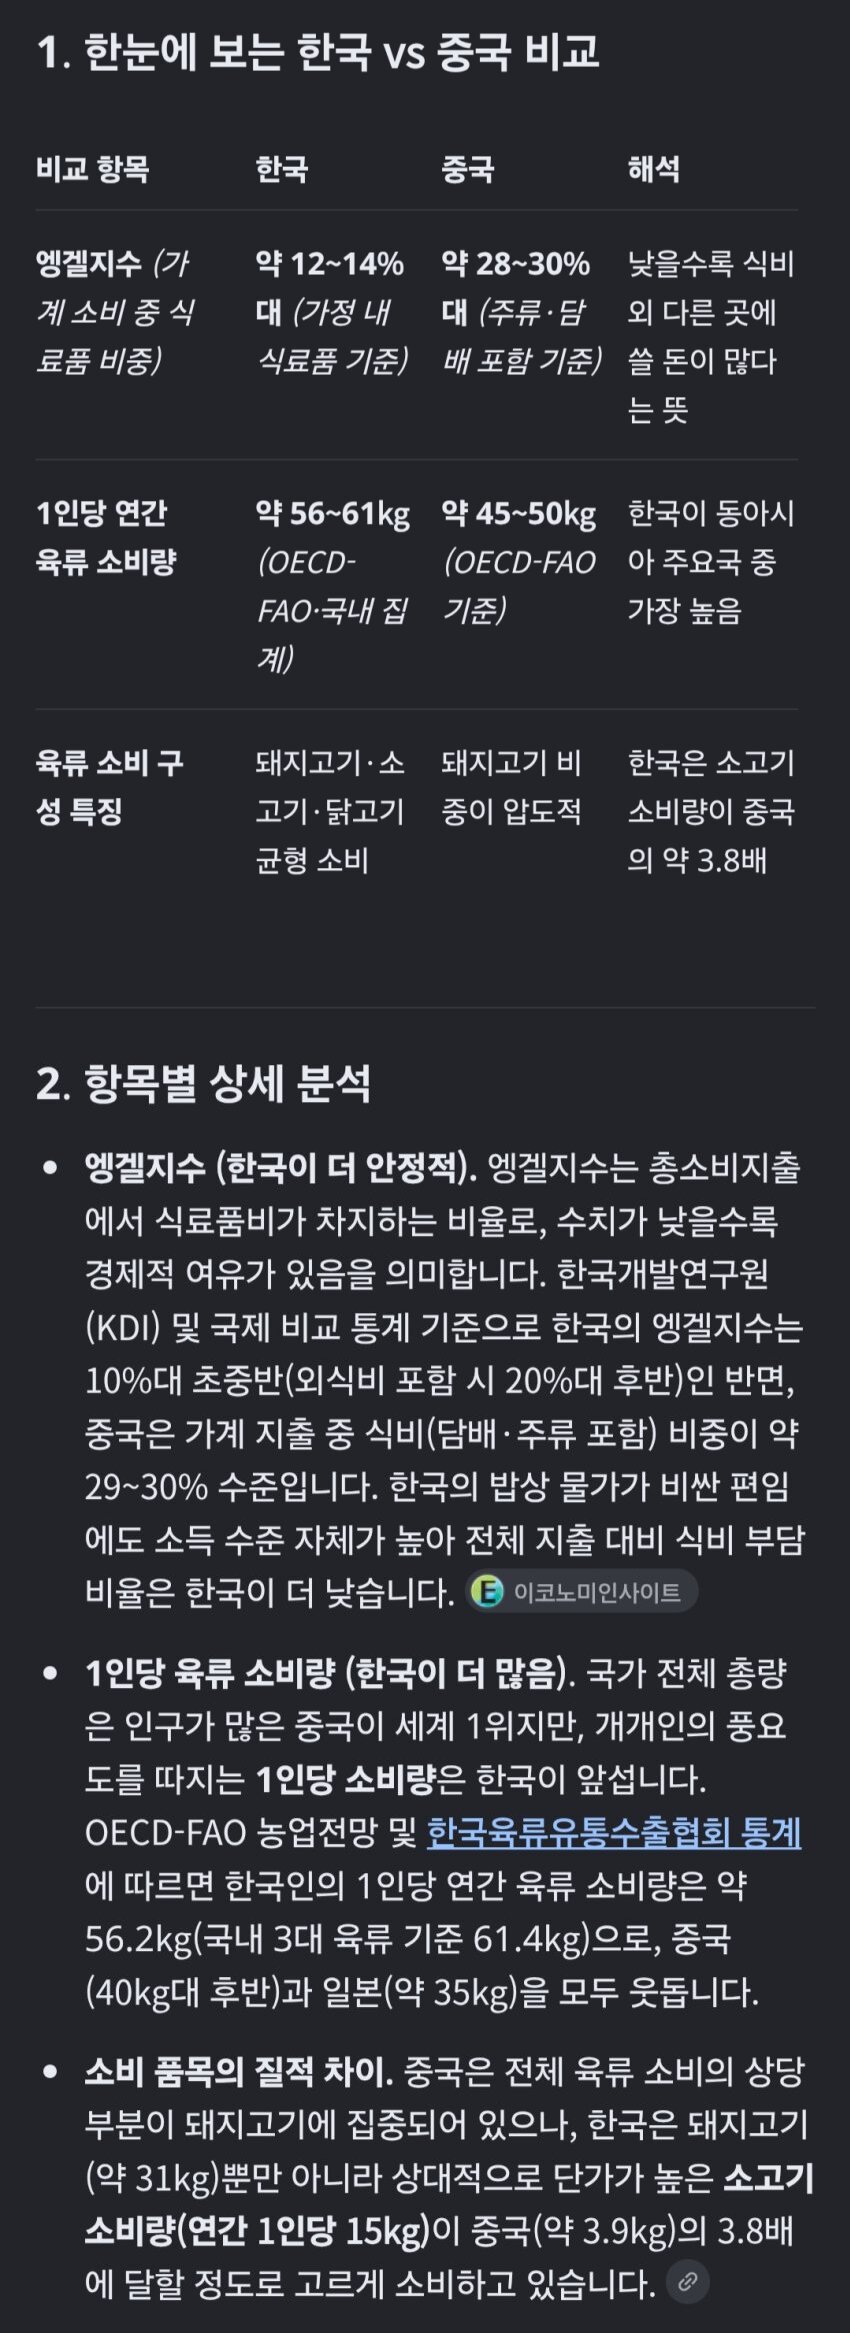 1. 한눈에 보는 한국 vs 중국 비교
비교 항목 한국 중국 해석
엥겔지수 (가 약 12~14% 약 28~30% 낮을수록 식비
계 소비 중 식 대 (가정 내 대 (주류·담 외 다른 곳에
료품 비중) 식료품 기준) 배 포함 기준) 쓸 돈이 많다
는 뜻
1인당 연간 약 56~61kg 약 45~50kg 한국이 동아시
육류 소비량 (OECD- (OECD-FAO 아 주요국 중
FAO·국내 집 기준) 가장 높음
계)
육류 소비 구 돼지고기·소 돼지고기 비 한국은 소고기
성 특징 고기·닭고기 중이 압도적 소비량이 중국
균형 소비 의 약 3.8배
2. 항목별 상세 분석
• 엥겔지수 (한국이 더 안정적). 엥겔지수는 총소비지출
에서 식료품비가 차지하는 비율로, 수치가 낮을수록
경제적 여유가 있음을 의미합니다. 한국개발연구원
(KDI) 및 국제 비교 통계 기준으로 한국의 엥겔지수는
10%대 초중반(외식비 포함 시 20%대 후반)인 반면,
중국은 가계 지출 중 식비(담배·주류 포함) 비중이 약
29~30% 수준입니다. 한국의 밥상 물가가 비싼 편임
에도 소득 수준 자체가 높아 전체 지출 대비 식비 부담
비율은 한국이 더 낮습니다. E 이코노미인사이트
• 1인당 육류 소비량 (한국이 더 많음). 국가 전체 총량
은 인구가 많은 중국이 세계 1위지만, 개개인의 풍요
도를 따지는 1인당 소비량은 한국이 앞섭니다.
OECD-FAO 농업전망 및 한국육류유통수출협회 통계
에 따르면 한국인의 1인당 연간 육류 소비량은 약
56.2kg(국내 3대 육류 기준 61.4kg)으로, 중국
(40kg대 후반)과 일본(약 35kg)을 모두 웃돕니다.
• 소비 품목의 질적 차이. 중국은 전체 육류 소비의 상당
부분이 돼지고기에 집중되어 있으나, 한국은 돼지고기
(약 31kg)뿐만 아니라 상대적으로 단가가 높은 소고기
소비량(연간 1인당 15kg)이 중국(약 3.9kg)의 3.8배
에 달할 정도로 고르게 소비하고 있습니다.